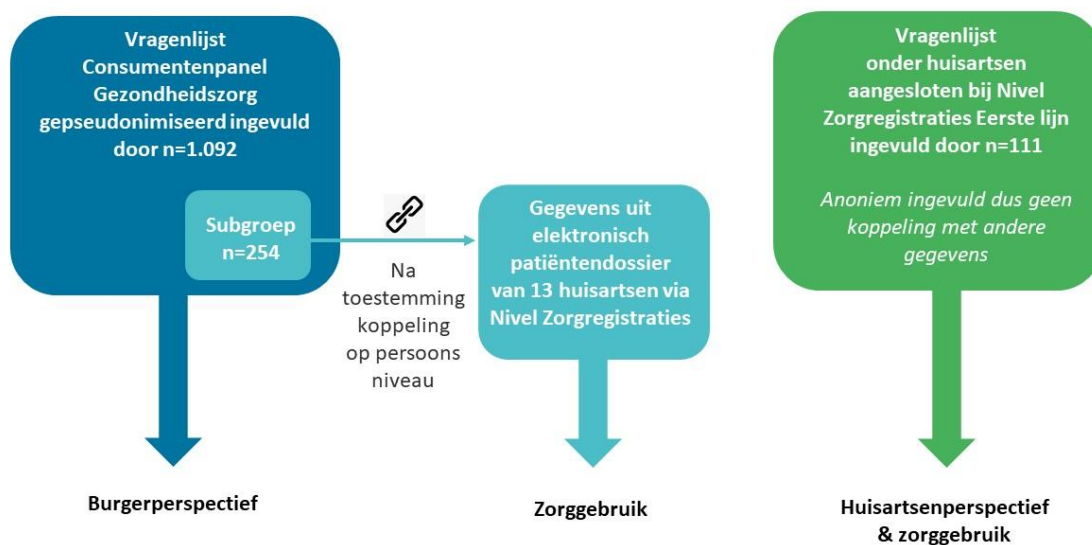 Vragenlijst
Consumentenpanel
Gezondheidszorg
gepseudonimiseerd ingevuld
door n=1.092
Subgroep
n=254
Na
toestemming
koppeling
op persoons
niveau
Gegevens uit
elektronisch
patiëntendossier
van 13 huisartsen via
Nivel Zorgregistraties
Vragenlijst
onder huisartsen
aangesloten bij Nivel
Zorgregistraties Eerste lijn
ingevuld door n=111
Anoniem ingevuld dus geen
koppeling met andere
gegevens
Burgerperspectief
Zorggebruik
Huisartsenperspectief
& zorggebruik